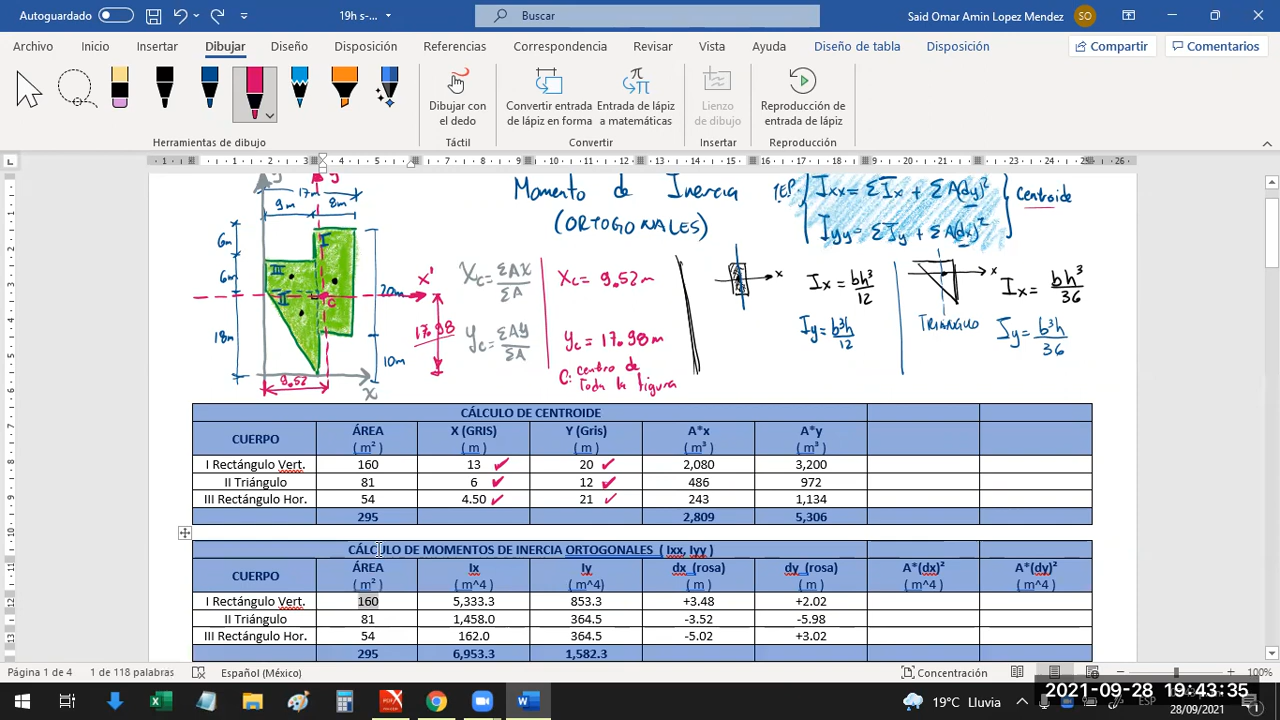 Autoguardado
19h s-...
Buscar
Said Omar Amin Lopez Mendez
SO
Archivo Inicio Insertar Dibujar Diseño Disposición Referencias Correspondencia Revisar Vista Ayuda Diseño de tabla Disposición
Compartir
Comentarios
Dibujar con el dedo
Convertir entrada de lápiz en forma
Entrada de lápiz a matemáticas
Lienzo de dibujo
Reproducción de entrada de lápiz
Herramientas de dibujo Táctil Convertir Insertar Reproducción
Momento de Inercia
(ORTOGONALES)
T.E.P.
Ixx = ΣIx + ΣA(dy)²
Iyy = ΣIy + ΣA(dx)²
Centroide
y
17m
9m 8m
6m
6m
18m
20m
10m
I
II
III
C
x'
17.98
9.52
x
Xc = ΣAX/ΣA
Yc = ΣAY/ΣA
Xc = 9.52m
Yc = 17.98m
C: centro de
Toda la figura
x
Ix = bh³/12
Iy = b³h/12
x
TRIÁNGULO
Ix = bh³/36
Iy = b³h/36
CÁLCULO DE CENTROIDE
CUERPO ÁREA ( m² ) X (GRIS) ( m ) Y (Gris) ( m ) A*x ( m³ ) A*y ( m³ )
I Rectángulo Vert. 160 13 20 2,080 3,200
II Triángulo 81 6 12 486 972
III Rectángulo Hor. 54 4.50 21 243 1,134
295 2,809 5,306
CÁLCULO DE MOMENTOS DE INERCIA ORTOGONALES ( Ixx, Iyy )
CUERPO ÁREA ( m² ) Ix ( m^4 ) Iy ( m^4) dx (rosa) ( m ) dy (rosa) ( m ) A*(dx)² ( m^4 ) A*(dy)² ( m^4 )
I Rectángulo Vert. 160 5,333.3 853.3 +3.48 +2.02
II Triángulo 81 1,458.0 364.5 -3.52 -5.98
III Rectángulo Hor. 54 162.0 364.5 -5.02 +3.02
295 6,953.3 1,582.3
Página 1 de 4 1 de 118 palabras Español (México) Concentración 100%
19°C Lluvia
ESP
2021-09-28 19:43:35
28/09/2021